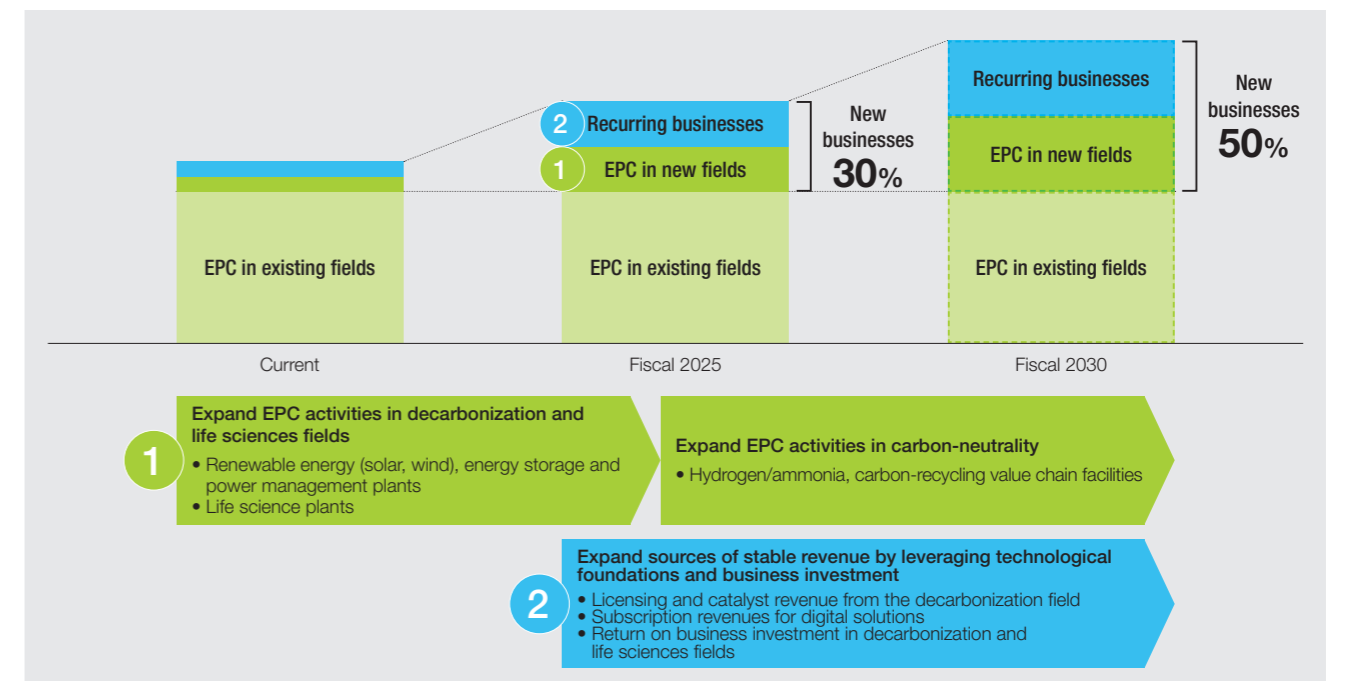 Recurring businesses
New
businesses
50%
EPC in new fields
2 Recurring businesses
New
businesses
30%
1 EPC in new fields
EPC in existing fields
EPC in existing fields
EPC in existing fields
Current
Fiscal 2025
Fiscal 2030
1
Expand EPC activities in decarbonization and
life sciences fields
• Renewable energy (solar, wind), energy storage and
power management plants
• Life science plants
Expand EPC activities in carbon-neutrality
• Hydrogen/ammonia, carbon-recycling value chain facilities
2
Expand sources of stable revenue by leveraging technological
foundations and business investment
• Licensing and catalyst revenue from the decarbonization field
• Subscription revenues for digital solutions
• Return on business investment in decarbonization and
life sciences fields